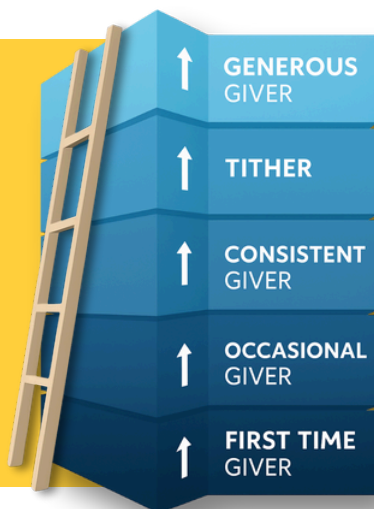 GENEROUS
GIVER
TITHER
CONSISTENT
GIVER
OCCASIONAL
GIVER
FIRST TIME
GIVER